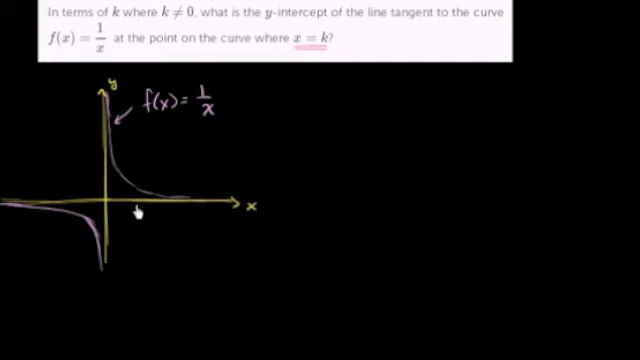 In terms of k where k ≠ 0, what is the y-intercept of the line tangent to the curve
f(x) = 1/x at the point on the curve where x = k?
y
f(x) = 1/x
x